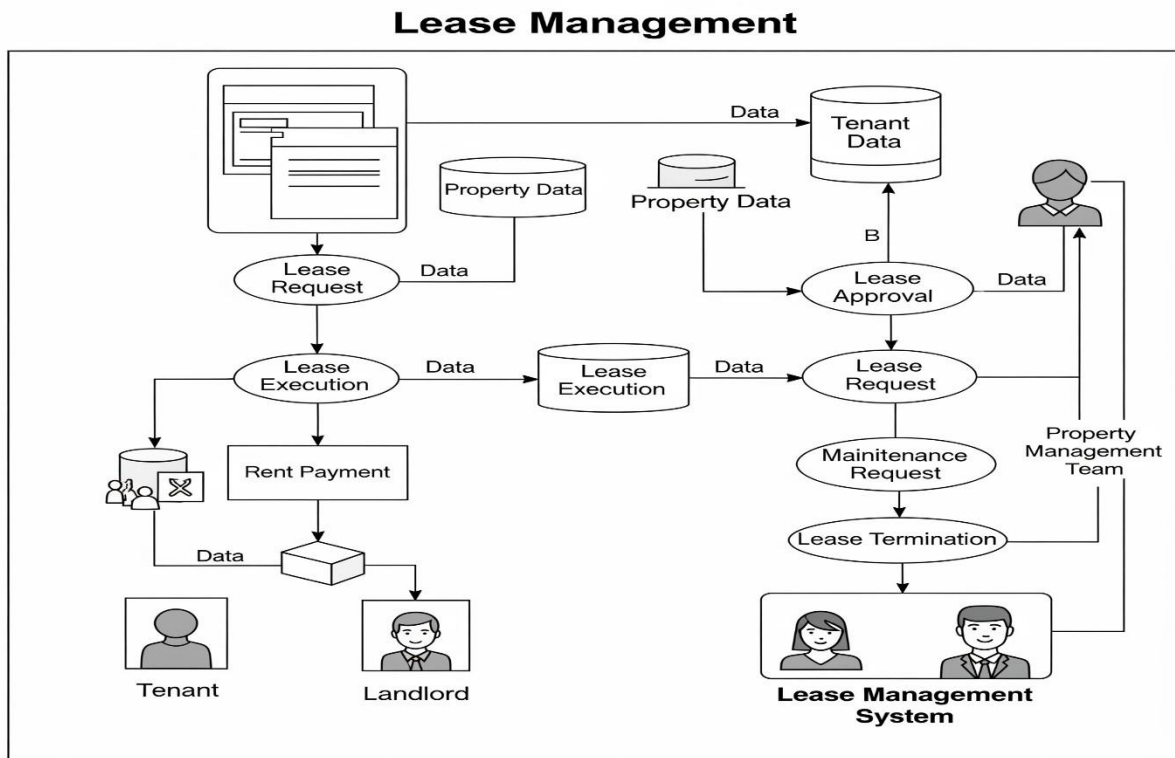 Lease Management
Data
Tenant
Data
Property Data
Property Data
B
Lease
Request
Data
Lease
Approval
Data
Lease
Execution
Data
Lease
Execution
Data
Lease
Request
Rent Payment
Mainitenance
Request
Property
Management
Team
Data
Lease Termination
Tenant
Landlord
Lease Management
System